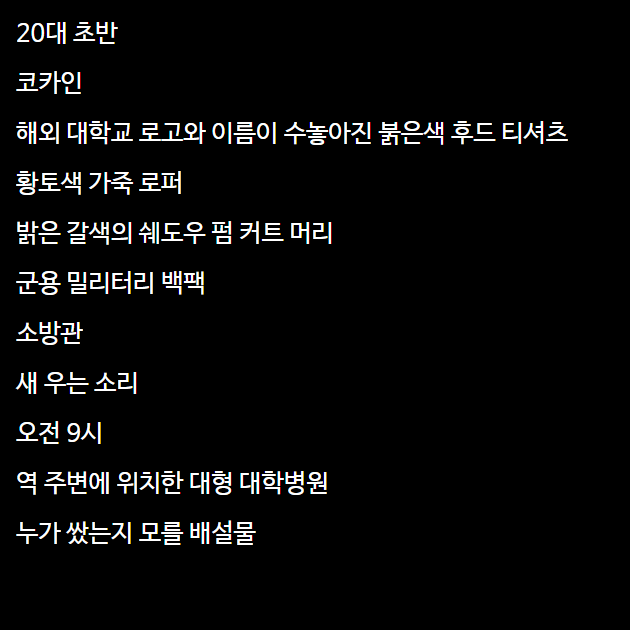 20대 초반
코카인
해외 대학교 로고와 이름이 수놓아진 붉은색 후드 티셔츠
황토색 가죽 로퍼
밝은 갈색의 쉐도우 펌 커트 머리
군용 밀리터리 백팩
소방관
새 우는 소리
오전 9시
역 주변에 위치한 대형 대학병원
누가 쌌는지 모를 배설물